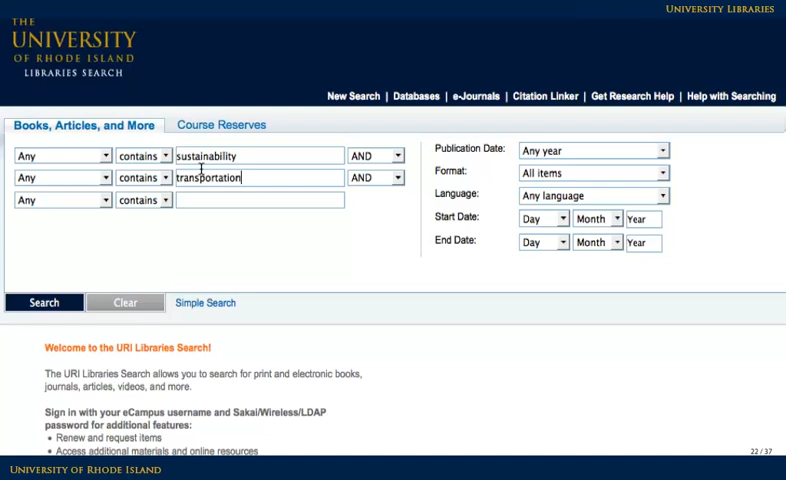 UNIVERSITY LIBRARIES
THE
UNIVERSITY
OF RHODE ISLAND
LIBRARIES SEARCH
New Search | Databases | e-Journals | Citation Linker | Get Research Help | Help with Searching
Books, Articles, and More Course Reserves
Any contains sustainability AND
Any contains transportation AND
Any contains
Publication Date: Any year
Format: All items
Language: Any language
Start Date: Day Month Year
End Date: Day Month Year
Search Clear Simple Search
Welcome to the URI Libraries Search!
The URI Libraries Search allows you to search for print and electronic books,
journals, articles, videos, and more.
Sign in with your eCampus username and Sakai/Wireless/LDAP
password for additional features:
• Renew and request items
• Access additional materials and online resources
22 / 37
UNIVERSITY OF RHODE ISLAND